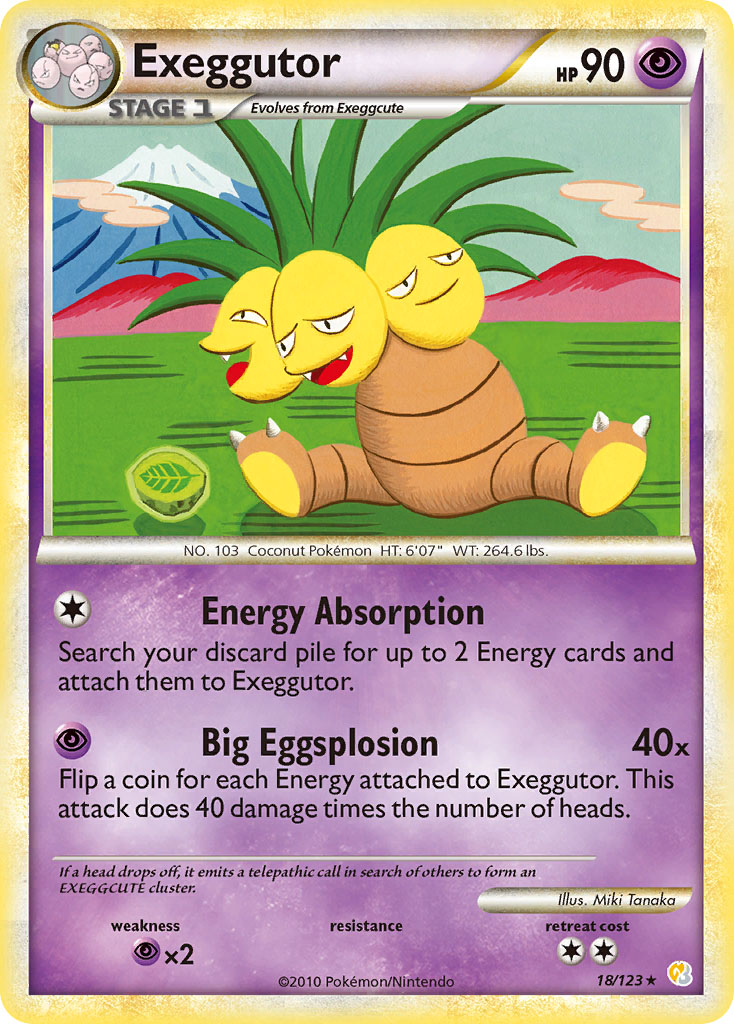 Exeggutor
HP 90
STAGE 1
Evolves from Exeggcute
NO. 103 Coconut Pokémon HT: 6'07" WT: 264.6 lbs.
Energy Absorption
Search your discard pile for up to 2 Energy cards and
attach them to Exeggutor.
Big Eggsplosion 40x
Flip a coin for each Energy attached to Exeggutor. This
attack does 40 damage times the number of heads.
If a head drops off, it emits a telepathic call in search of others to form an
EXEGGCUTE cluster.
Illus. Miki Tanaka
weakness resistance retreat cost
×2
©2010 Pokémon/Nintendo 18/123 ★